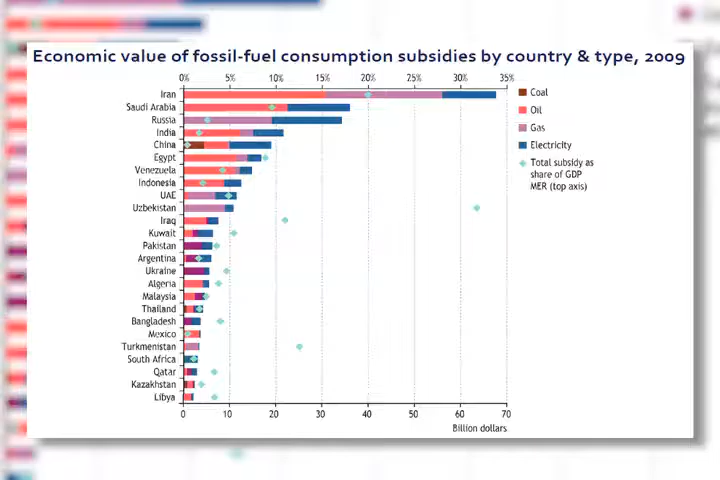 Economic value of fossil-fuel consumption subsidies by country & type, 2009
0% 5% 10% 15% 20% 25% 30% 35%
Iran
Saudi Arabia
Russia
India
China
Egypt
Venezuela
Indonesia
UAE
Uzbekistan
Iraq
Kuwait
Pakistan
Argentina
Ukraine
Algeria
Malaysia
Thailand
Bangladesh
Mexico
Turkmenistan
South Africa
Qatar
Kazakhstan
Libya
0 10 20 30 40 50 60 70
Billion dollars
Coal
Oil
Gas
Electricity
Total subsidy as
share of GDP
MER (top axis)